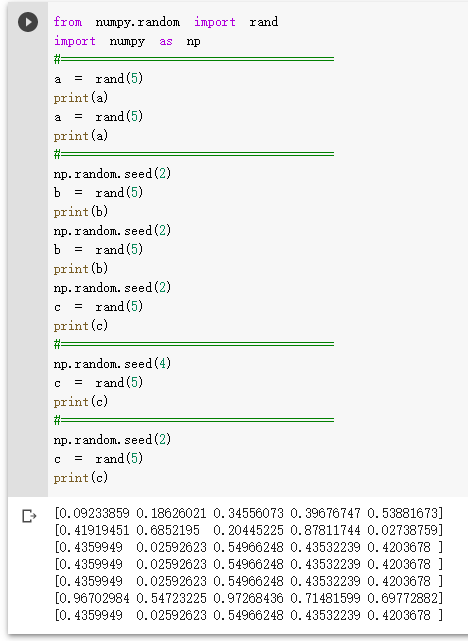 from numpy.random import rand
import numpy as np
#=======================================
a = rand(5)
print(a)
a = rand(5)
print(a)
#=======================================
np.random.seed(2)
b = rand(5)
print(b)
np.random.seed(2)
b = rand(5)
print(b)
np.random.seed(2)
c = rand(5)
print(c)
#=======================================
np.random.seed(4)
c = rand(5)
print(c)
#=======================================
np.random.seed(2)
c = rand(5)
print(c)
[0.09233859 0.18626021 0.34556073 0.39676747 0.53881673]
[0.41919451 0.6852195 0.20445225 0.87811744 0.02738759]
[0.4359949 0.02592623 0.54966248 0.43532239 0.4203678 ]
[0.4359949 0.02592623 0.54966248 0.43532239 0.4203678 ]
[0.4359949 0.02592623 0.54966248 0.43532239 0.4203678 ]
[0.96702984 0.54723225 0.97268436 0.71481599 0.69772882]
[0.4359949 0.02592623 0.54966248 0.43532239 0.4203678 ]